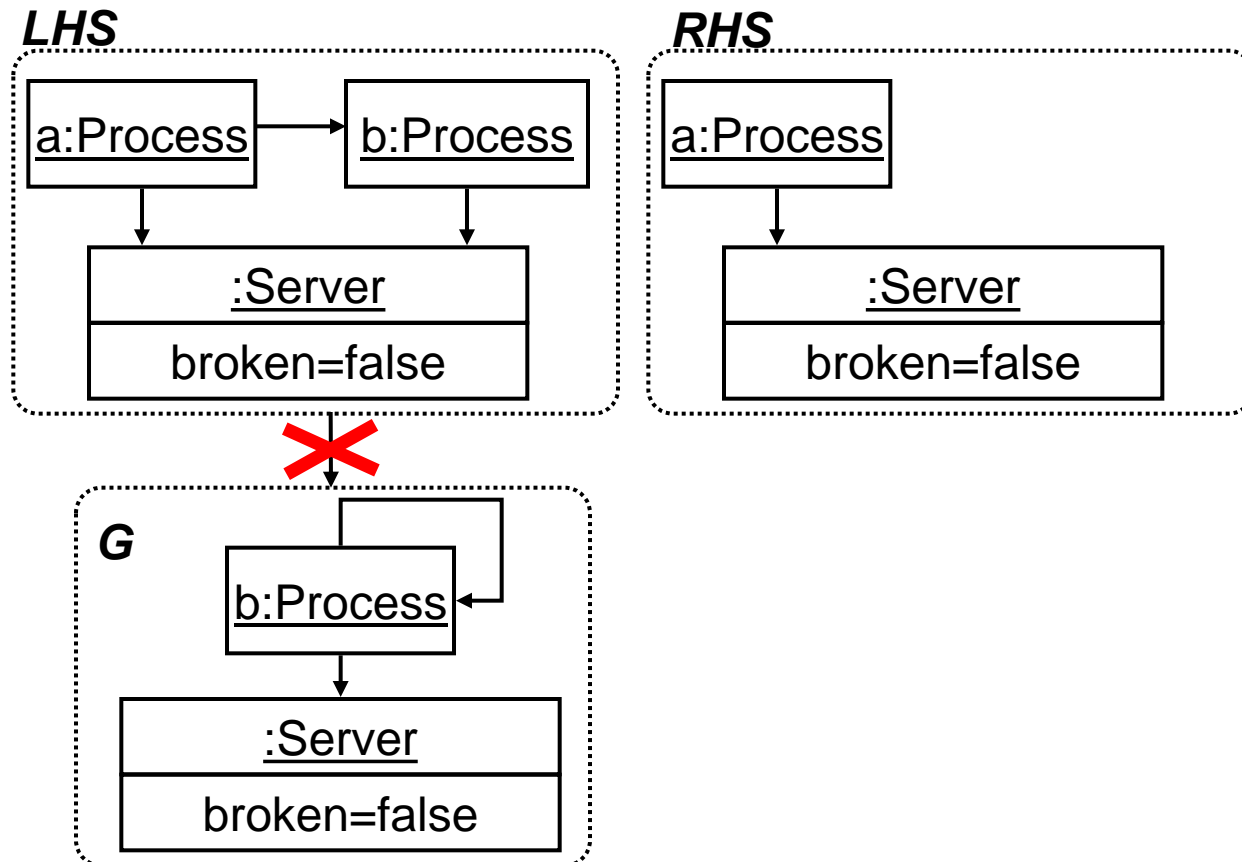 LHS
RHS
a:Process
b:Process
a:Process
:Server
:Server
broken=false
broken=false
G
b:Process
:Server
broken=false